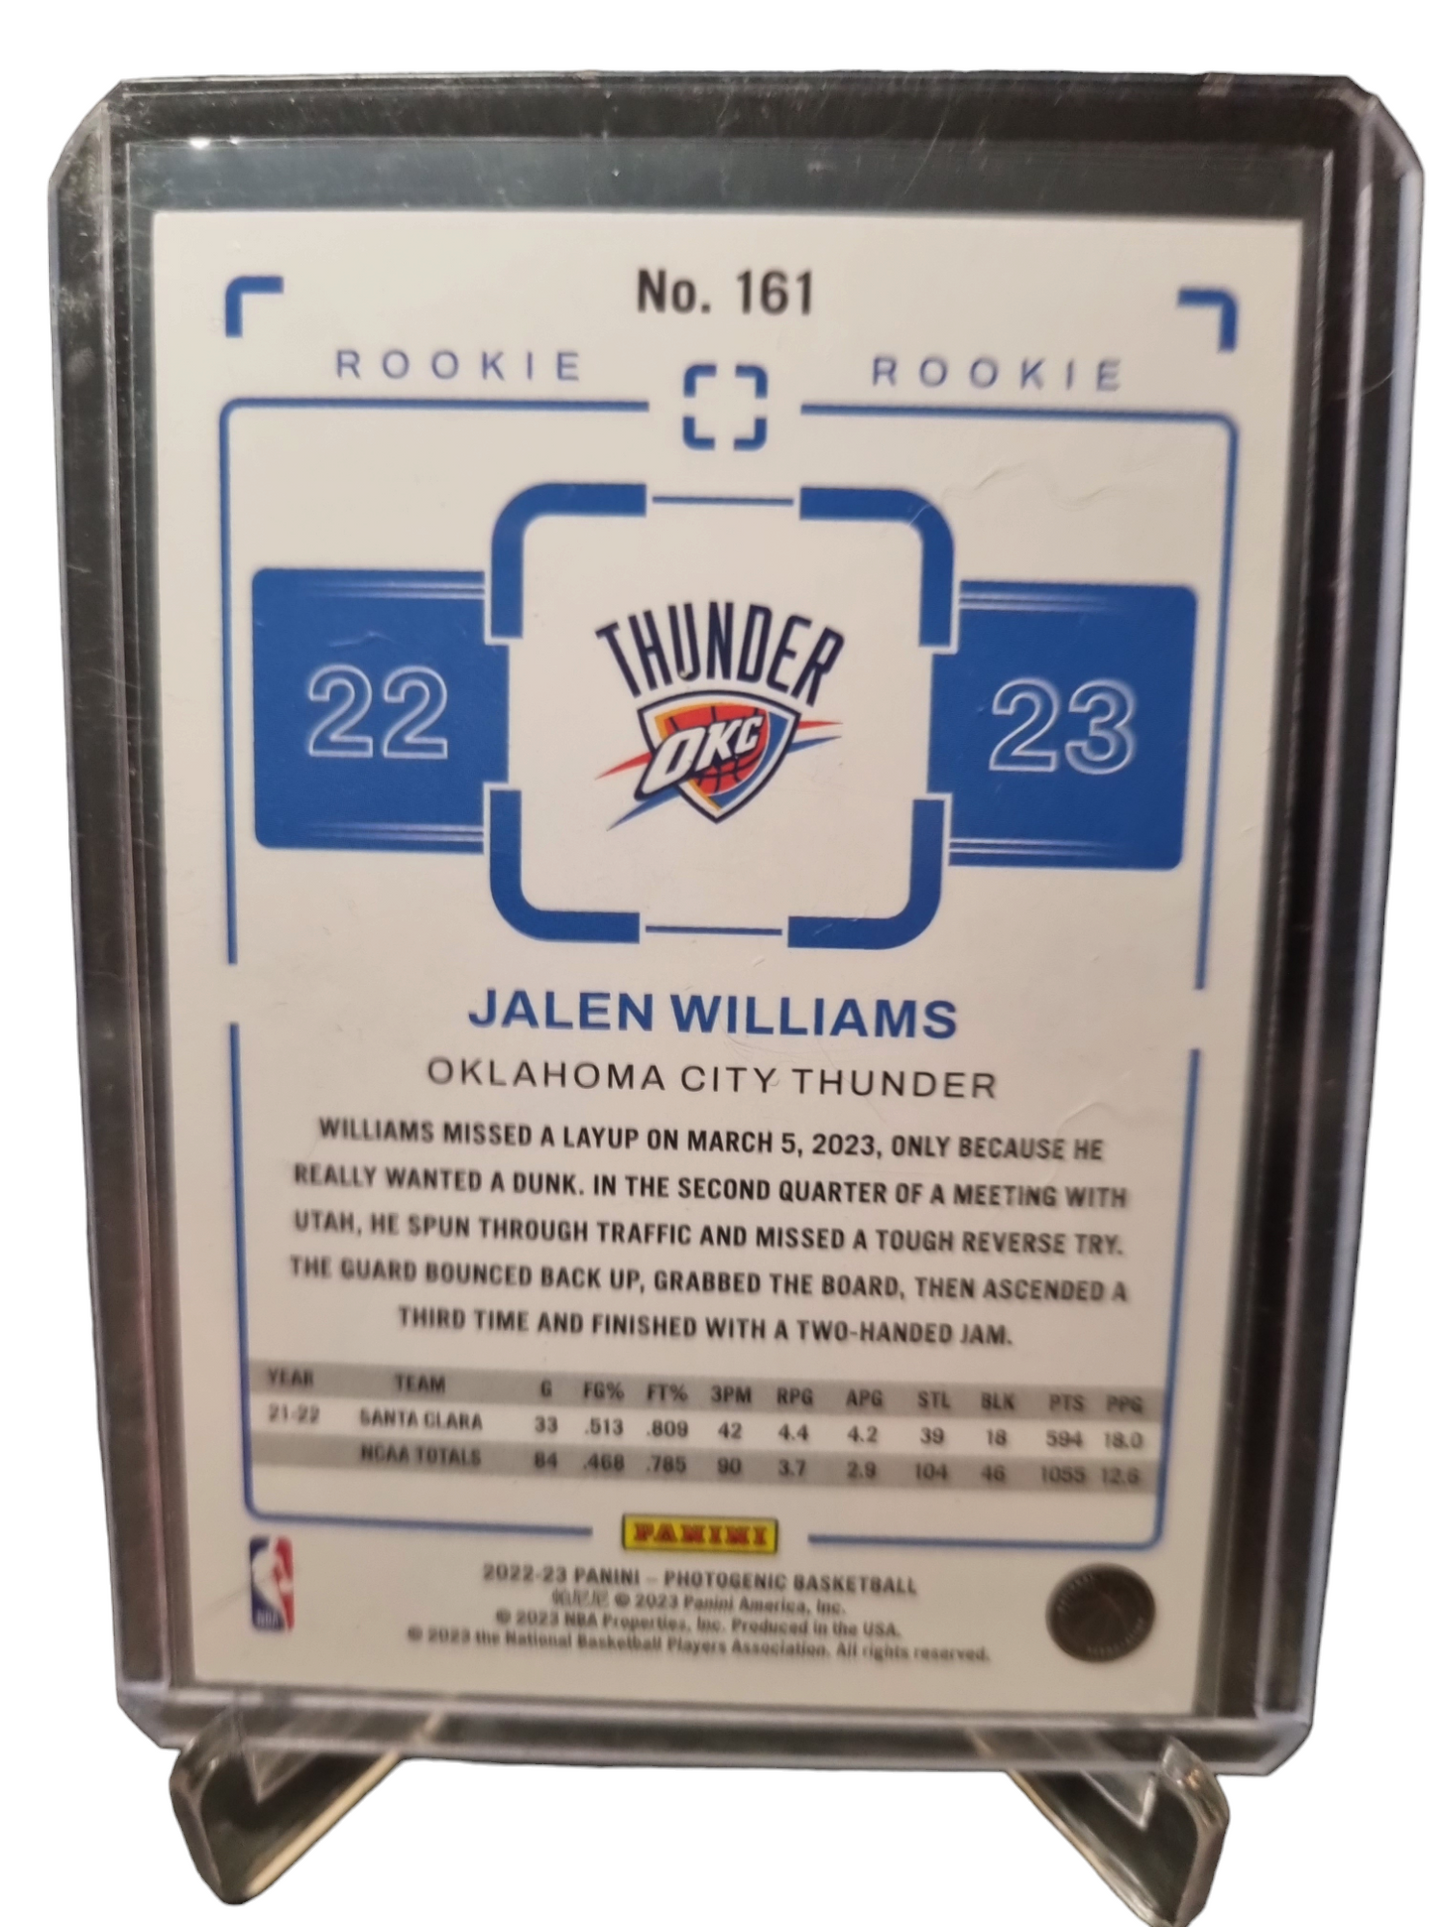 No. 161
ROOKIE ROOKIE
22 THUNDER 23
OKC
JALEN WILLIAMS
OKLAHOMA CITY THUNDER
WILLIAMS MISSED A LAYUP ON MARCH 5, 2023, ONLY BECAUSE HE
REALLY WANTED A DUNK. IN THE SECOND QUARTER OF A MEETING WITH
UTAH, HE SPUN THROUGH TRAFFIC AND MISSED A TOUGH REVERSE TRY.
THE GUARD BOUNCED BACK UP, GRABBED THE BOARD, THEN ASCENDED A
THIRD TIME AND FINISHED WITH A TWO-HANDED JAM.
YEAR TEAM G FG% FT% 3PM RPG APG STL BLK PTS PPG
21-22 SANTA CLARA 33 .513 .809 42 4.4 4.2 39 18 594 18.0
NCAA TOTALS 84 .468 .785 90 3.7 2.9 104 46 1055 12.6
PANINI
2022-23 PANINI – PHOTOGENIC BASKETBALL
© 2023 Panini America, Inc.
© 2023 NBA Properties, Inc. Produced in the USA.
© 2023 the National Basketball Players Association. All rights reserved.
NBA